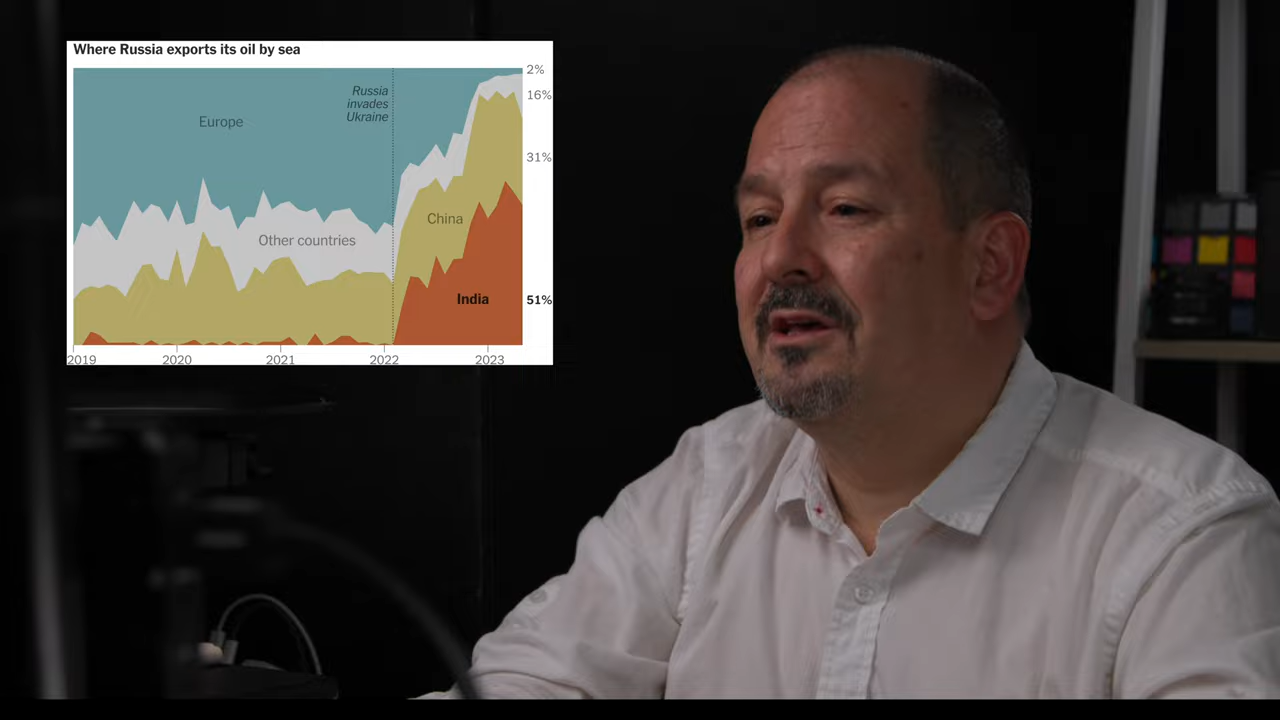 Where Russia exports its oil by sea
2%
Russia
invades
Ukraine
16%
Europe
31%
China
Other countries
India
51%
2019 2020 2021 2022 2023